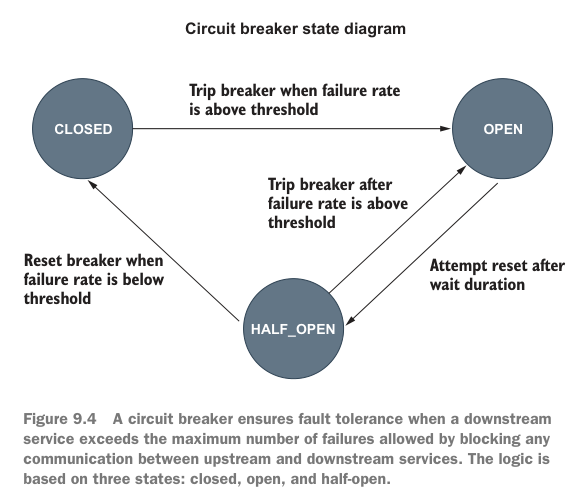 Circuit breaker state diagram
Trip breaker when failure rate
is above threshold
CLOSED
OPEN
Trip breaker after
failure rate is above
threshold
Reset breaker when
failure rate is below
threshold
Attempt reset after
wait duration
HALF_OPEN
Figure 9.4 A circuit breaker ensures fault tolerance when a downstream
service exceeds the maximum number of failures allowed by blocking any
communication between upstream and downstream services. The logic is
based on three states: closed, open, and half-open.